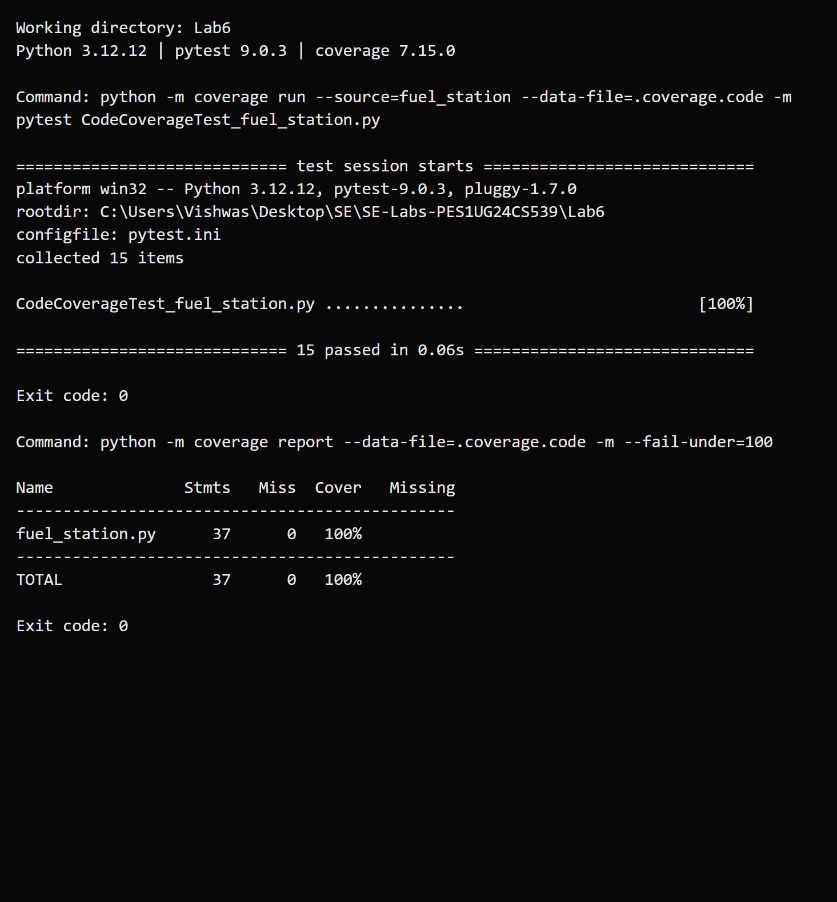 Working directory: Lab6
Python 3.12.12 | pytest 9.0.3 | coverage 7.15.0
Command: python -m coverage run --source=fuel_station --data-file=.coverage.code -m
pytest CodeCoverageTest_fuel_station.py
============================= test session starts =============================
platform win32 -- Python 3.12.12, pytest-9.0.3, pluggy-1.7.0
rootdir: C:\Users\Vishwas\Desktop\SE\SE-Labs-PES1UG24CS539\Lab6
configfile: pytest.ini
collected 15 items
CodeCoverageTest_fuel_station.py ...............                         [100%]
============================= 15 passed in 0.06s ==============================
Exit code: 0
Command: python -m coverage report --data-file=.coverage.code -m --fail-under=100
Name              Stmts   Miss  Cover   Missing
-----------------------------------------------
fuel_station.py      37      0   100%
-----------------------------------------------
TOTAL                37      0   100%
Exit code: 0